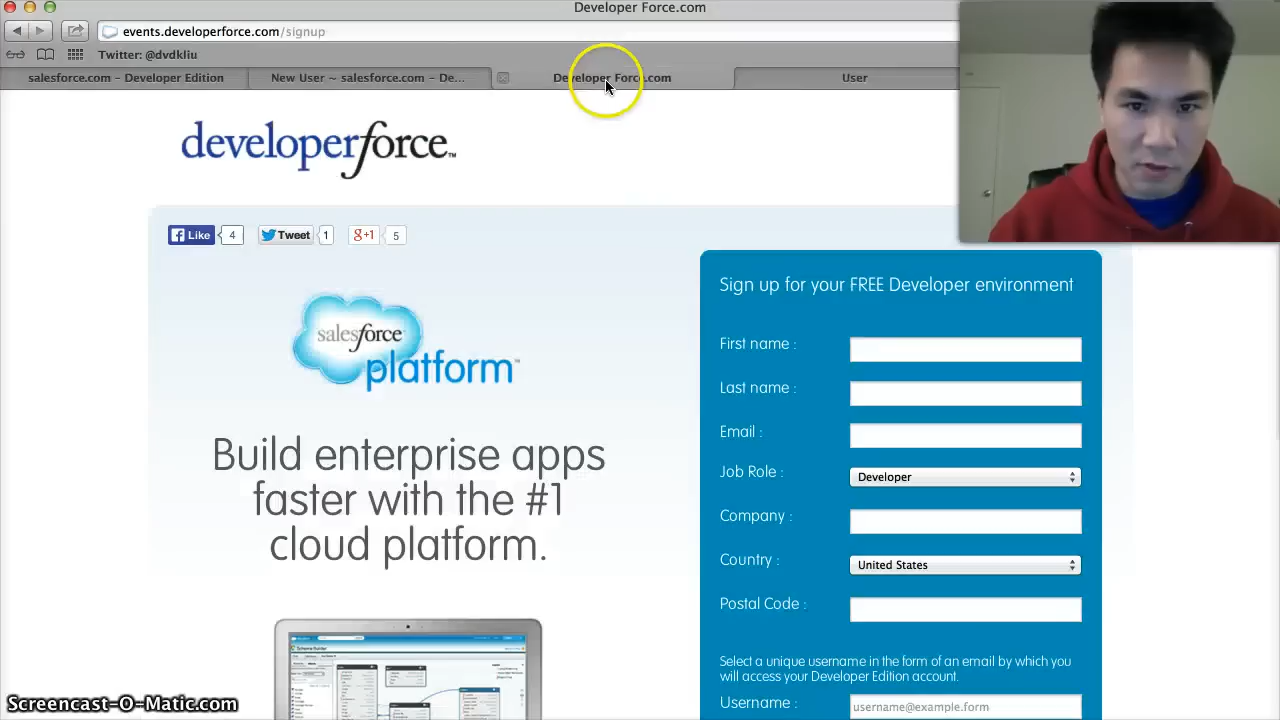 Developer Force.com
events.developerforce.com/signup
Twitter: @dvdkliu
salesforce.com – Developer Edition
New User ~ salesforce.com – De...
Developer Force.com
User
developerforce™
Like 4
Tweet 1
g+1 5
salesforce
platform™
Build enterprise apps
faster with the #1
cloud platform.
Sign up for your FREE Developer environment
First name :
Last name :
Email :
Job Role : Developer
Company :
Country : United States
Postal Code :
Select a unique username in the form of an email by which you
will access your Developer Edition account.
Username : username@example.form
Schema Builder
Screencast-O-Matic.com